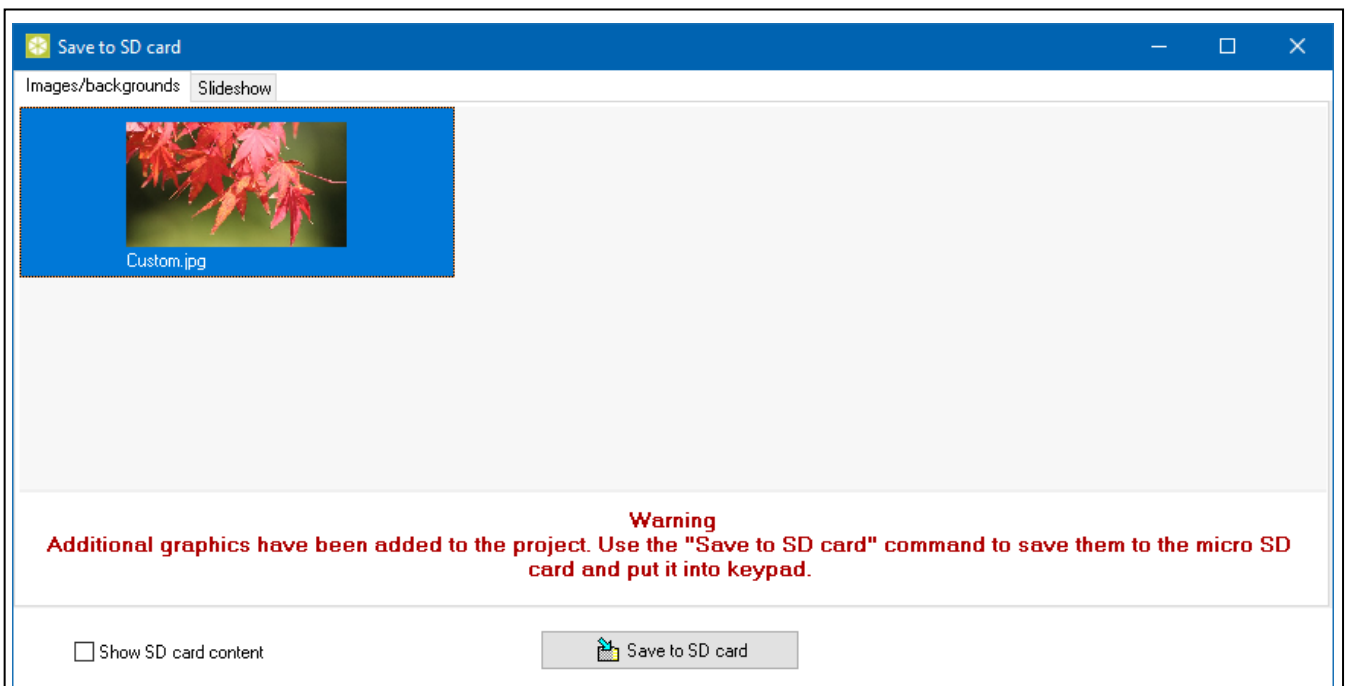 Save to SD card
Images/backgrounds Slideshow
Custom.jpg
Warning
Additional graphics have been added to the project. Use the "Save to SD card" command to save them to the micro SD
card and put it into keypad.
Show SD card content
Save to SD card